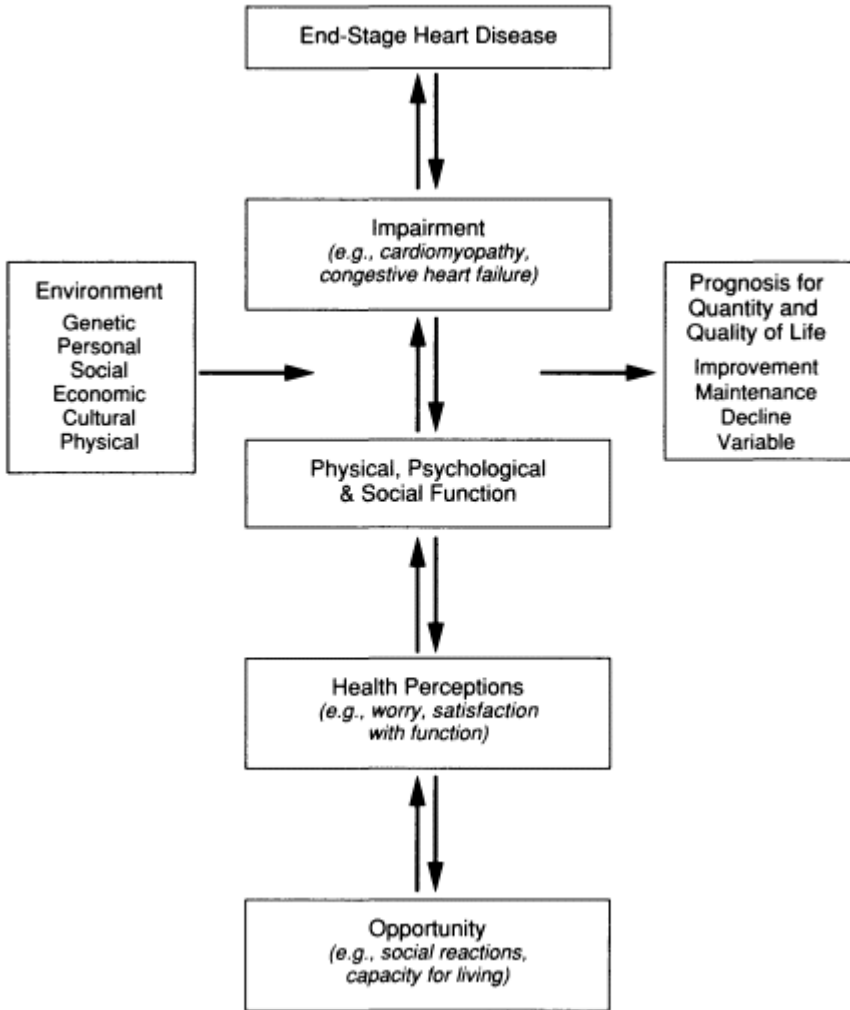 End-Stage Heart Disease
Impairment
(e.g., cardiomyopathy,
congestive heart failure)
Environment
Genetic
Personal
Social
Economic
Cultural
Physical
Prognosis for
Quantity and
Quality of Life
Improvement
Maintenance
Decline
Variable
Physical, Psychological
& Social Function
Health Perceptions
(e.g., worry, satisfaction
with function)
Opportunity
(e.g., social reactions,
capacity for living)